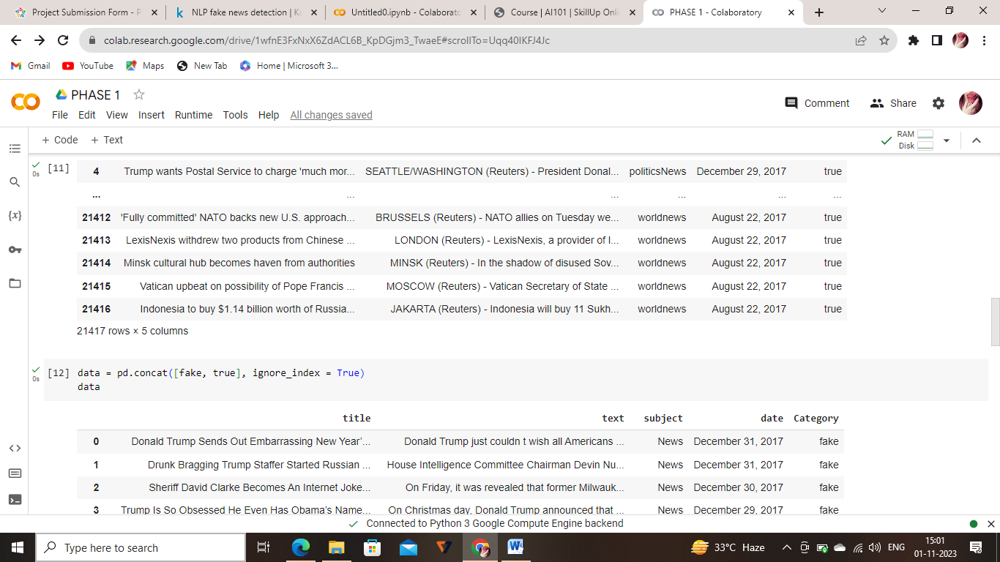 Project Submission Form - P
NLP fake news detection | Ka
Untitled0.ipynb - Colaborato
Course | AI101 | SkillUp Onli
PHASE 1 - Colaboratory
colab.research.google.com/drive/1wfnE3FxNxX6ZdACL6B_KpDGjm3_TwaeE#scrollTo=Uqq40IKFJ4Jc
Gmail YouTube Maps New Tab Home | Microsoft 3...
PHASE 1
Comment Share
File Edit View Insert Runtime Tools Help All changes saved
+ Code + Text
RAM
Disk
[11] 4 Trump wants Postal Service to charge 'much mor... SEATTLE/WASHINGTON (Reuters) - President Donal... politicsNews December 29, 2017 true
0s
... ... ... ... ... ...
21412 'Fully committed' NATO backs new U.S. approach... BRUSSELS (Reuters) - NATO allies on Tuesday we... worldnews August 22, 2017 true
21413 LexisNexis withdrew two products from Chinese ... LONDON (Reuters) - LexisNexis, a provider of l... worldnews August 22, 2017 true
21414 Minsk cultural hub becomes haven from authorities MINSK (Reuters) - In the shadow of disused Sov... worldnews August 22, 2017 true
21415 Vatican upbeat on possibility of Pope Francis ... MOSCOW (Reuters) - Vatican Secretary of State ... worldnews August 22, 2017 true
21416 Indonesia to buy $1.14 billion worth of Russia... JAKARTA (Reuters) - Indonesia will buy 11 Sukh... worldnews August 22, 2017 true
21417 rows × 5 columns
[12] data = pd.concat([fake, true], ignore_index = True)
0s
data
title text subject date Category
0 Donald Trump Sends Out Embarrassing New Year'... Donald Trump just couldn t wish all Americans ... News December 31, 2017 fake
1 Drunk Bragging Trump Staffer Started Russian ... House Intelligence Committee Chairman Devin Nu... News December 31, 2017 fake
2 Sheriff David Clarke Becomes An Internet Joke... On Friday, it was revealed that former Milwauk... News December 30, 2017 fake
3 Trump Is So Obsessed He Even Has Obama's Name... On Christmas day, Donald Trump announced that ... News December 29, 2017 fake
Connected to Python 3 Google Compute Engine backend
Type here to search
33°C Haze
ENG
15:01
01-11-2023